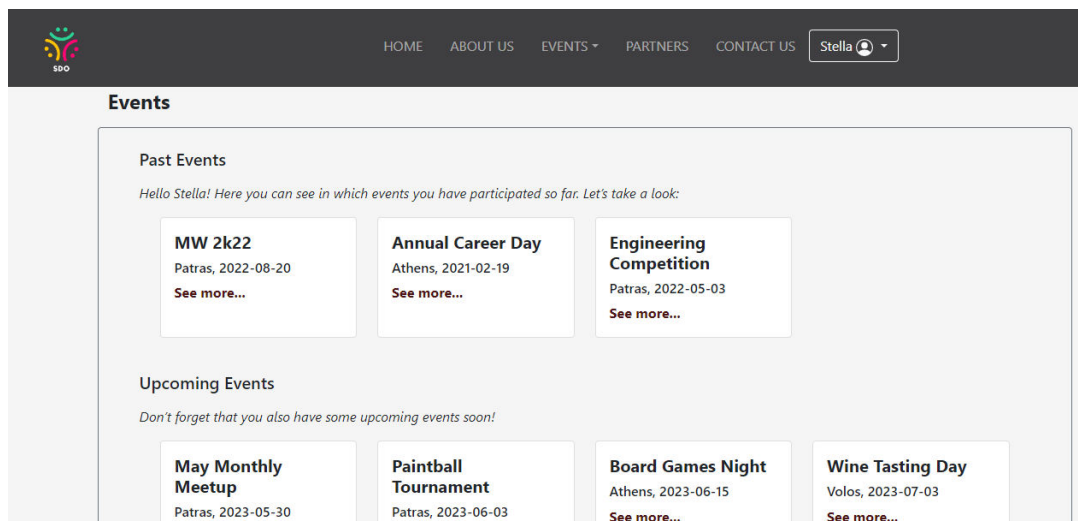 SDO
HOME ABOUT US EVENTS PARTNERS CONTACT US Stella
Events
Past Events
Hello Stella! Here you can see in which events you have participated so far. Let's take a look:
MW 2k22
Patras, 2022-08-20
See more...
Annual Career Day
Athens, 2021-02-19
See more...
Engineering
Competition
Patras, 2022-05-03
See more...
Upcoming Events
Don't forget that you also have some upcoming events soon!
May Monthly
Meetup
Patras, 2023-05-30
Paintball
Tournament
Patras, 2023-06-03
Board Games Night
Athens, 2023-06-15
See more...
Wine Tasting Day
Volos, 2023-07-03
See more...